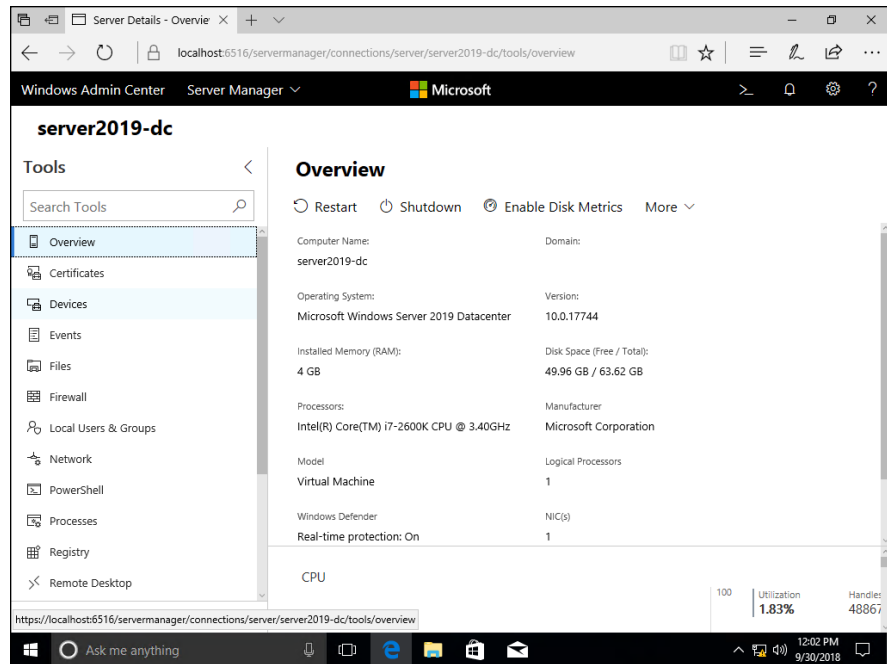 Server Details - Overvie
localhost:6516/servermanager/connections/server/server2019-dc/tools/overview
Windows Admin Center Server Manager Microsoft >_ ?
server2019-dc
Tools
Search Tools
Overview
Certificates
Devices
Events
Files
Firewall
Local Users & Groups
Network
PowerShell
Processes
Registry
Remote Desktop
Overview
Restart Shutdown Enable Disk Metrics More
Computer Name: Domain:
server2019-dc
Operating System: Version:
Microsoft Windows Server 2019 Datacenter 10.0.17744
Installed Memory (RAM): Disk Space (Free / Total):
4 GB 49.96 GB / 63.62 GB
Processors: Manufacturer
Intel(R) Core(TM) i7-2600K CPU @ 3.40GHz Microsoft Corporation
Model Logical Processors
Virtual Machine 1
Windows Defender NIC(s)
Real-time protection: On 1
CPU
100 Utilization Handles
1.83% 48867
https://localhost:6516/servermanager/connections/server/server2019-dc/tools/overview
Ask me anything
12:02 PM
9/30/2018